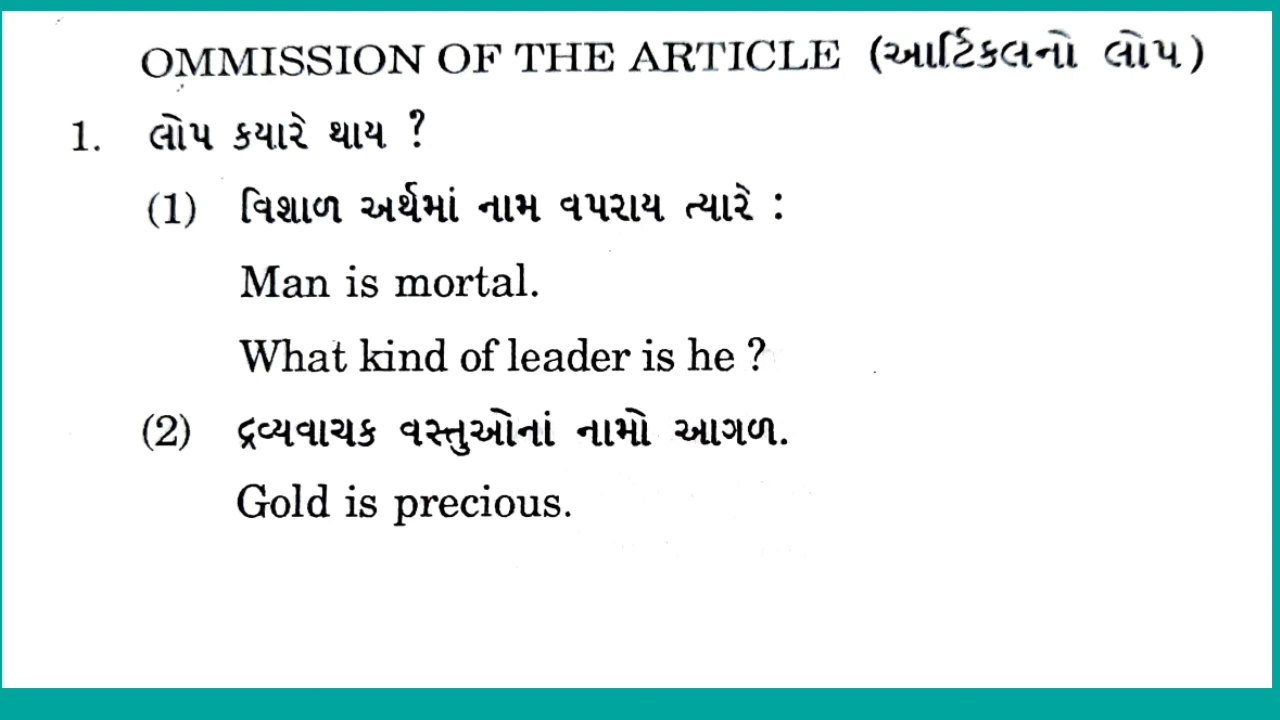 OMMISSION OF THE ARTICLE (આર્ટિકલનો લોપ)
1. લોપ કયારે થાય ?
(1) વિશાળ અર્થમાં નામ વપરાય ત્યારે :
Man is mortal.
What kind of leader is he ?
(2) દ્રવ્યવાચક વસ્તુઓનાં નામો આગળ.
Gold is precious.